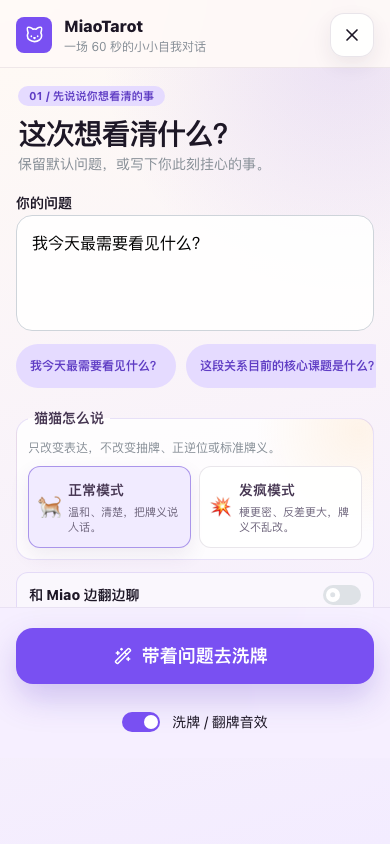 MiaoTarot
一场 60 秒的小小自我对话
01 / 先说说你想看清的事
这次想看清什么?
保留默认问题，或写下你此刻挂心的事。
你的问题
我今天最需要看见什么?
我今天最需要看见什么?
这段关系目前的核心课题是什么?
猫猫怎么说
只改变表达，不改变抽牌、正逆位或标准牌义。
正常模式
温和、清楚，把牌义说
人话。
发疯模式
梗更密、反差更大，牌
义不乱改。
和 Miao 边翻边聊
带着问题去洗牌
洗牌 / 翻牌音效